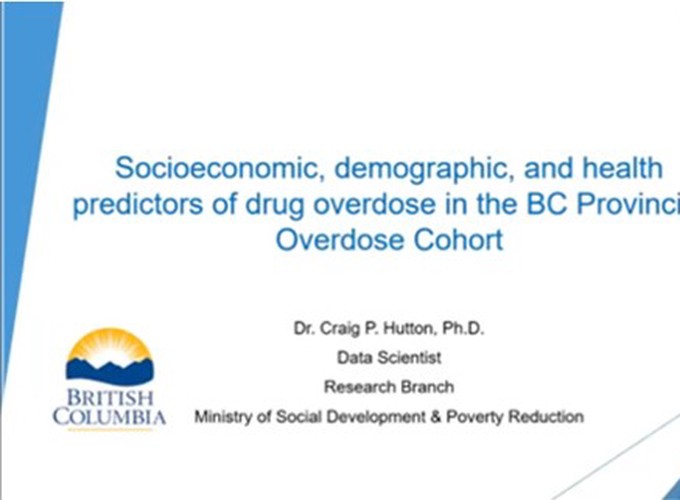 Socioeconomic, demographic, and health
predictors of drug overdose in the BC Provinci
Overdose Cohort
Dr. Craig P. Hutton, Ph.D.
Data Scientist
Research Branch
Ministry of Social Development & Poverty Reduction
BRITISH
COLUMBIA